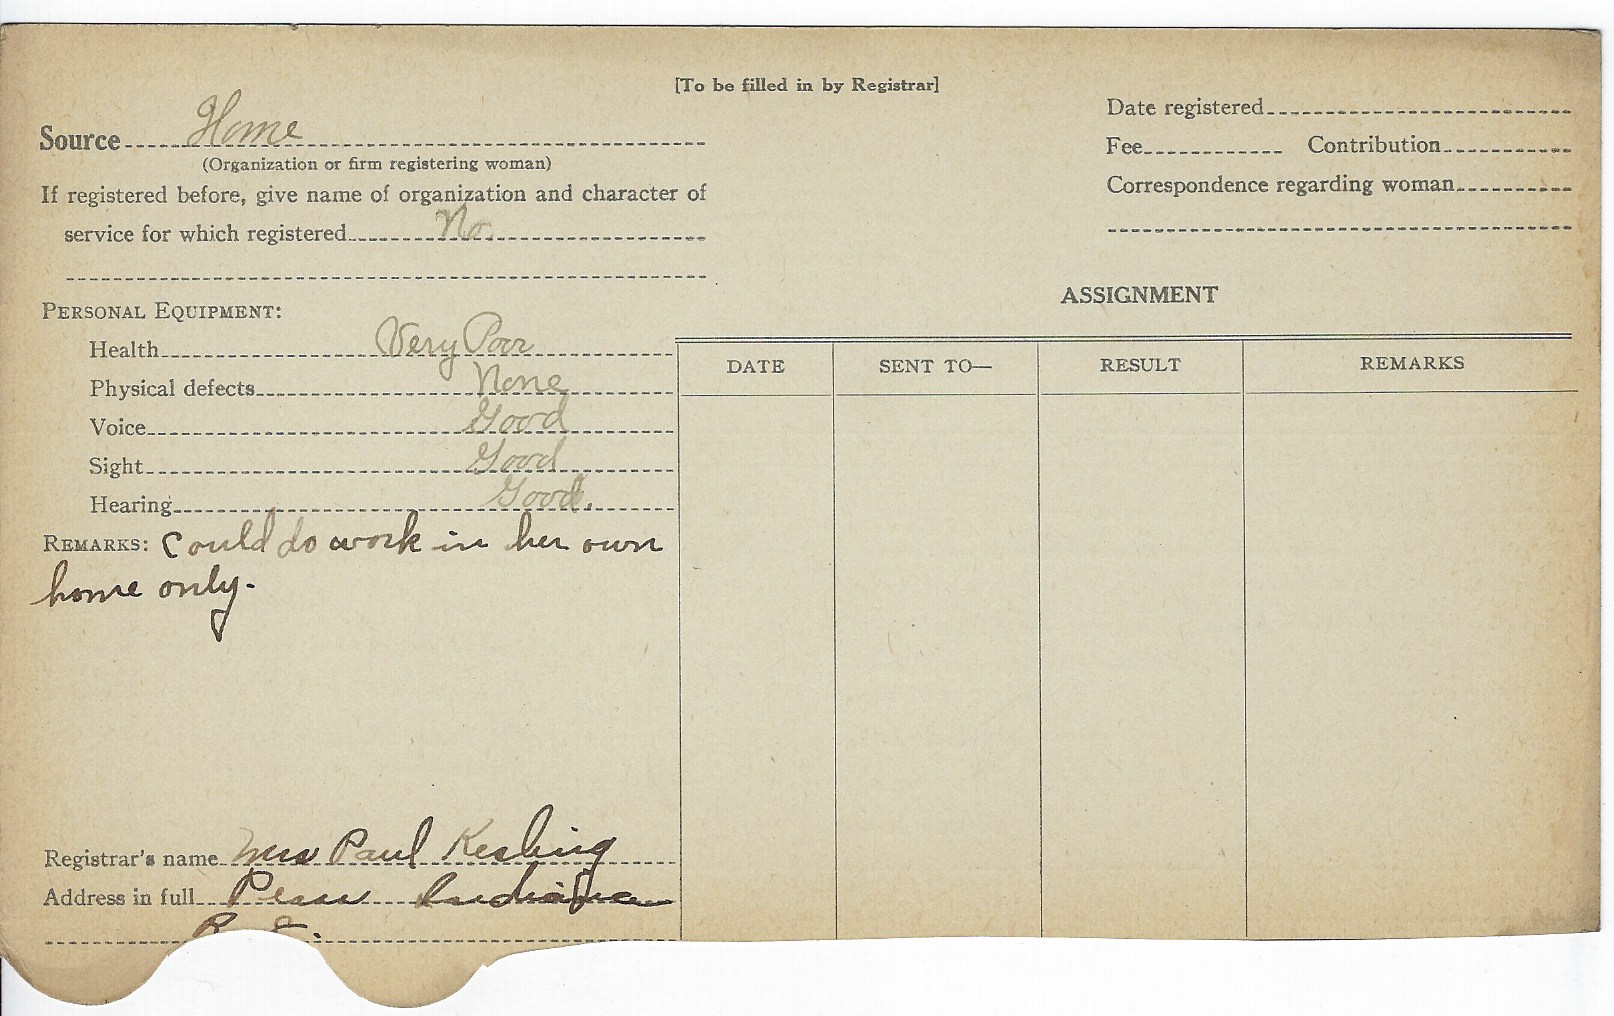 [To be filled in by Registrar]
Source Home
(Organization or firm registering woman)
If registered before, give name of organization and character of
service for which registered No.
Date registered
Fee Contribution
Correspondence regarding woman
PERSONAL EQUIPMENT:
Health Very Poor
Physical defects None
Voice Good
Sight Good
Hearing Good.
REMARKS: Could do work in her own
home only.
Registrar's name Mrs Paul Kesling
Address in full Peru Indiana
ASSIGNMENT
DATE SENT TO— RESULT REMARKS